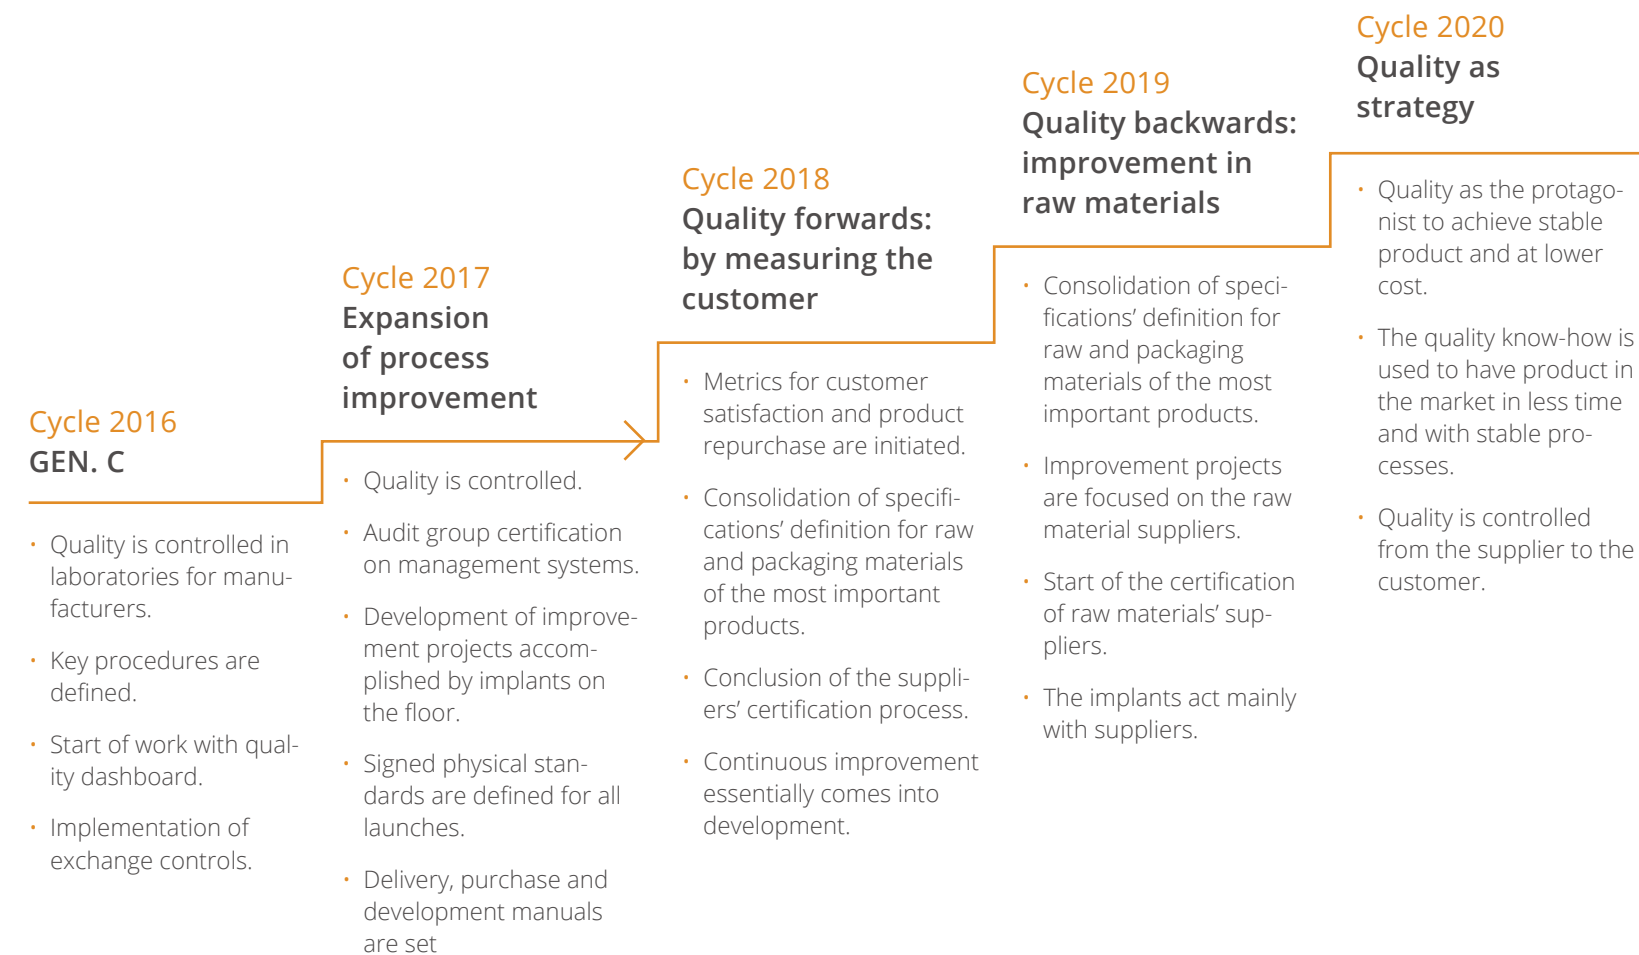 Cycle 2016
GEN. C
• Quality is controlled in
laboratories for manu-
facturers.
• Key procedures are
defined.
• Start of work with qual-
ity dashboard.
• Implementation of
exchange controls.
Cycle 2017
Expansion
of process
improvement
• Quality is controlled.
• Audit group certification
on management systems.
• Development of improve-
ment projects accom-
plished by implants on
the floor.
• Signed physical stan-
dards are defined for all
launches.
• Delivery, purchase and
development manuals
are set
Cycle 2018
Quality forwards:
by measuring the
customer
• Metrics for customer
satisfaction and product
repurchase are initiated.
• Consolidation of specifi-
cations’ definition for raw
and packaging materials
of the most important
products.
• Conclusion of the suppli-
ers’ certification process.
• Continuous improvement
essentially comes into
development.
Cycle 2019
Quality backwards:
improvement in
raw materials
• Consolidation of speci-
fications’ definition for
raw and packaging
materials of the most
important products.
• Improvement projects
are focused on the raw
material suppliers.
• Start of the certification
of raw materials’ sup-
pliers.
• The implants act mainly
with suppliers.
Cycle 2020
Quality as
strategy
• Quality as the protago-
nist to achieve stable
product and at lower
cost.
• The quality know-how is
used to have product in
the market in less time
and with stable pro-
cesses.
• Quality is controlled
from the supplier to the
customer.